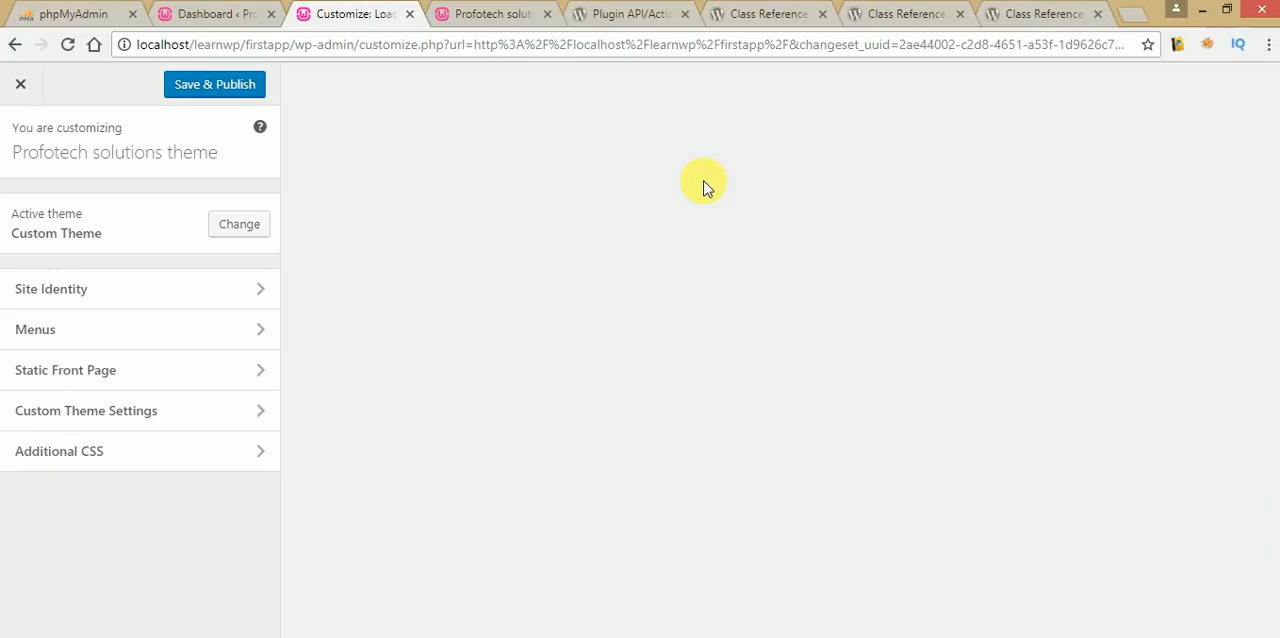 phpMyAdmin
Dashboard ‹ Pro
Customize: Loa
Profotech soluti
Plugin API/Actio
Class Reference
Class Reference
Class Reference
localhost/learnwp/firstapp/wp-admin/customize.php?url=http%3A%2F%2Flocalhost%2Flearnwp%2Ffirstapp%2F&changeset_uuid=2ae44002-c2d8-4651-a53f-1d9626c7...
IQ
Save & Publish
You are customizing
Profotech solutions theme
Active theme
Custom Theme
Change
Site Identity
Menus
Static Front Page
Custom Theme Settings
Additional CSS